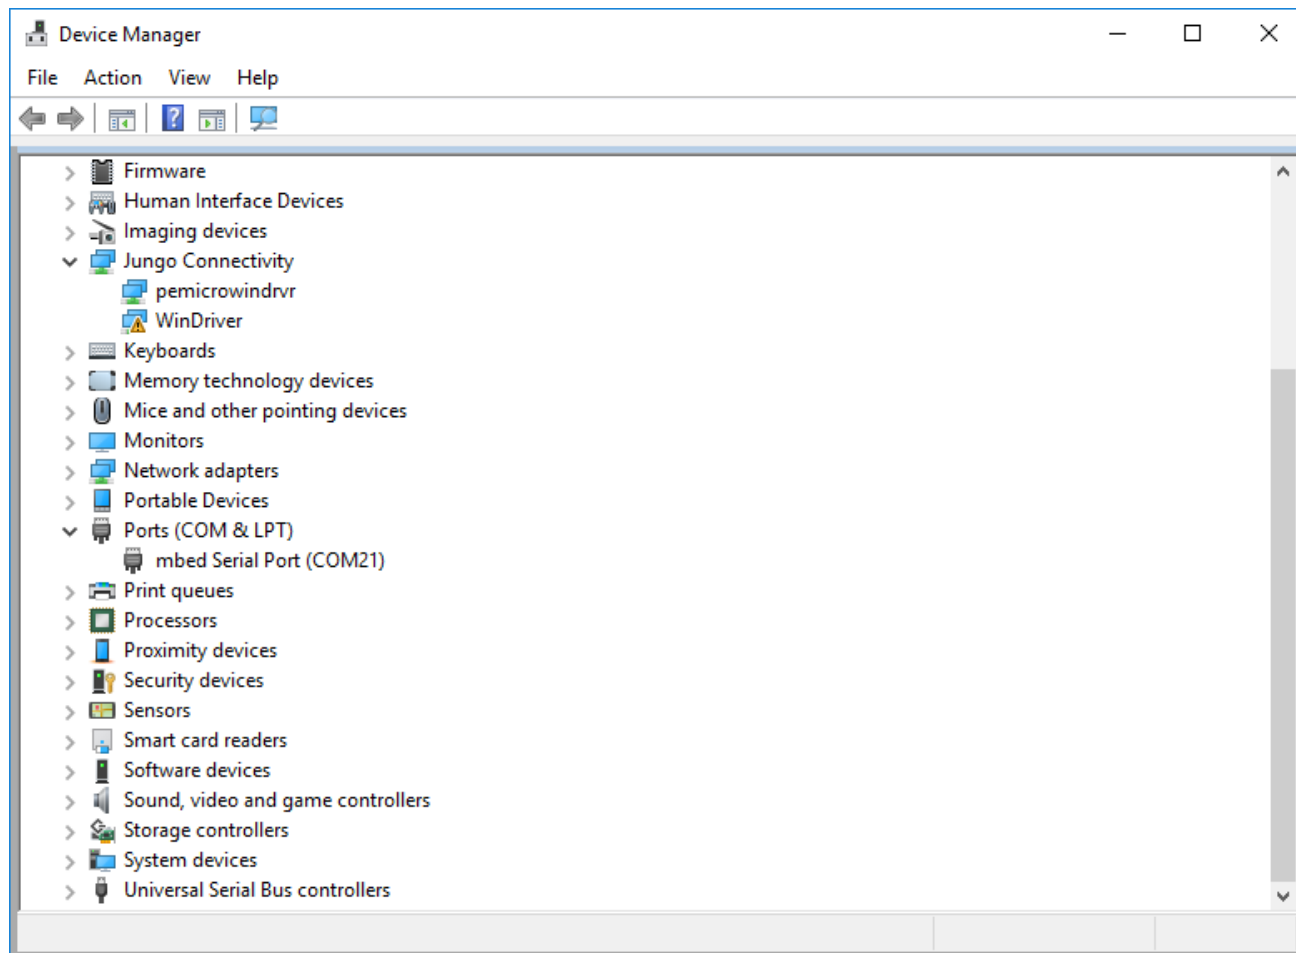 Device Manager
File Action View Help
Firmware
Human Interface Devices
Imaging devices
Jungo Connectivity
pemicrowindrvr
WinDriver
Keyboards
Memory technology devices
Mice and other pointing devices
Monitors
Network adapters
Portable Devices
Ports (COM & LPT)
mbed Serial Port (COM21)
Print queues
Processors
Proximity devices
Security devices
Sensors
Smart card readers
Software devices
Sound, video and game controllers
Storage controllers
System devices
Universal Serial Bus controllers